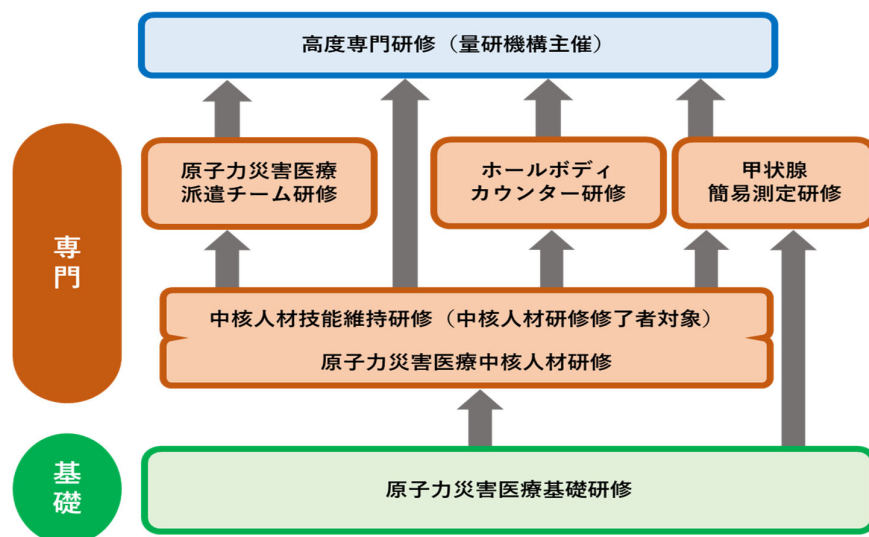 高度専門研修（量研機構主催）
専門
原子力災害医療
派遣チーム研修
ホールボディ
カウンター研修
甲状腺
簡易測定研修
中核人材技能維持研修（中核人材研修修了者対象）
原子力災害医療中核人材研修
基礎
原子力災害医療基礎研修